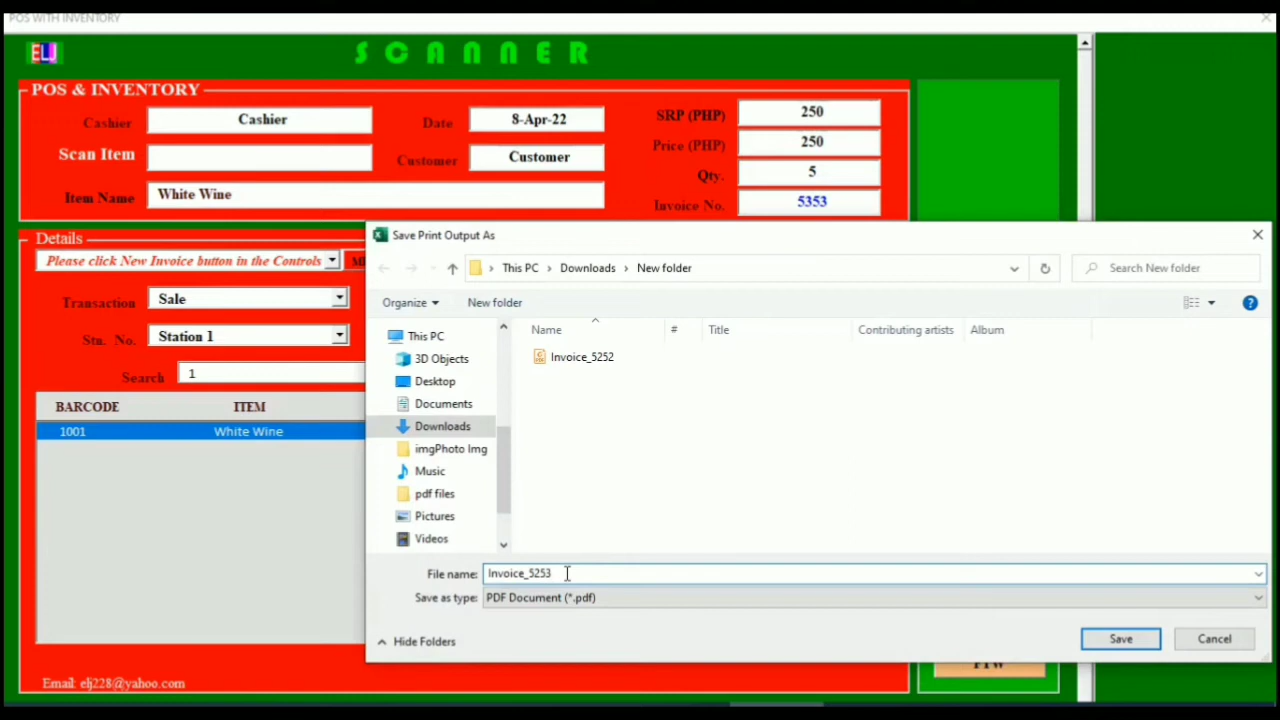 POS WITH INVENTORY
ELJ
SCANNER
POS & INVENTORY
Cashier
Cashier
Date
8-Apr-22
SRP (PHP)
250
Scan Item
Customer
Customer
Price (PHP)
250
Qty.
5
Item Name
White Wine
Invoice No.
5353
Details
Please click New Invoice button in the Controls
Transaction
Sale
Stn. No.
Station 1
Search
1
BARCODE ITEM
1001 White Wine
Email: elj228@yahoo.com
Save Print Output As
This PC > Downloads > New folder
Search New folder
Organize
New folder
This PC
3D Objects
Desktop
Documents
Downloads
imgPhoto Img
Music
pdf files
Pictures
Videos
Name # Title Contributing artists Album
Invoice_5252
File name: Invoice_5253
Save as type: PDF Document (*.pdf)
Hide Folders
Save
Cancel